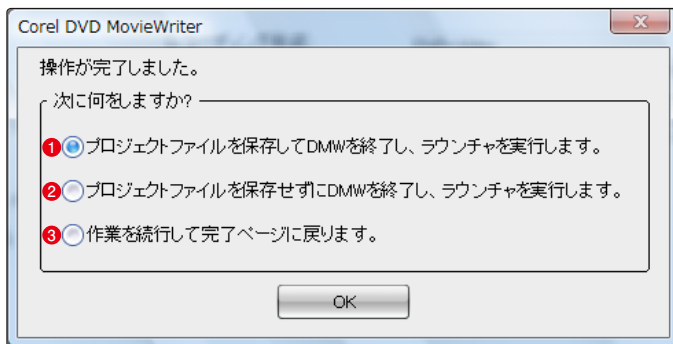 Corel DVD MovieWriter
操作が完了しました。
次に何をしますか?
1 プロジェクトファイルを保存してDMWを終了し、ラウンチャを実行します。
2 プロジェクトファイルを保存せずにDMWを終了し、ラウンチャを実行します。
3 作業を続行して完了ページに戻ります。
OK